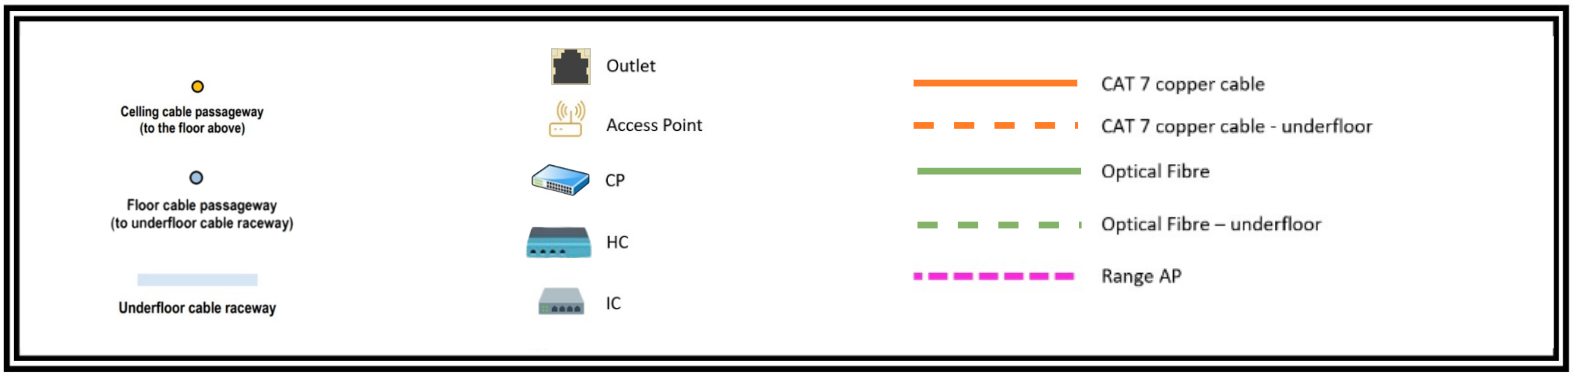 Celling cable passageway
(to the floor above)
Floor cable passageway
(to underfloor cable raceway)
Underfloor cable raceway
Outlet
Access Point
CP
HC
IC
CAT 7 copper cable
CAT 7 copper cable - underfloor
Optical Fibre
Optical Fibre – underfloor
Range AP